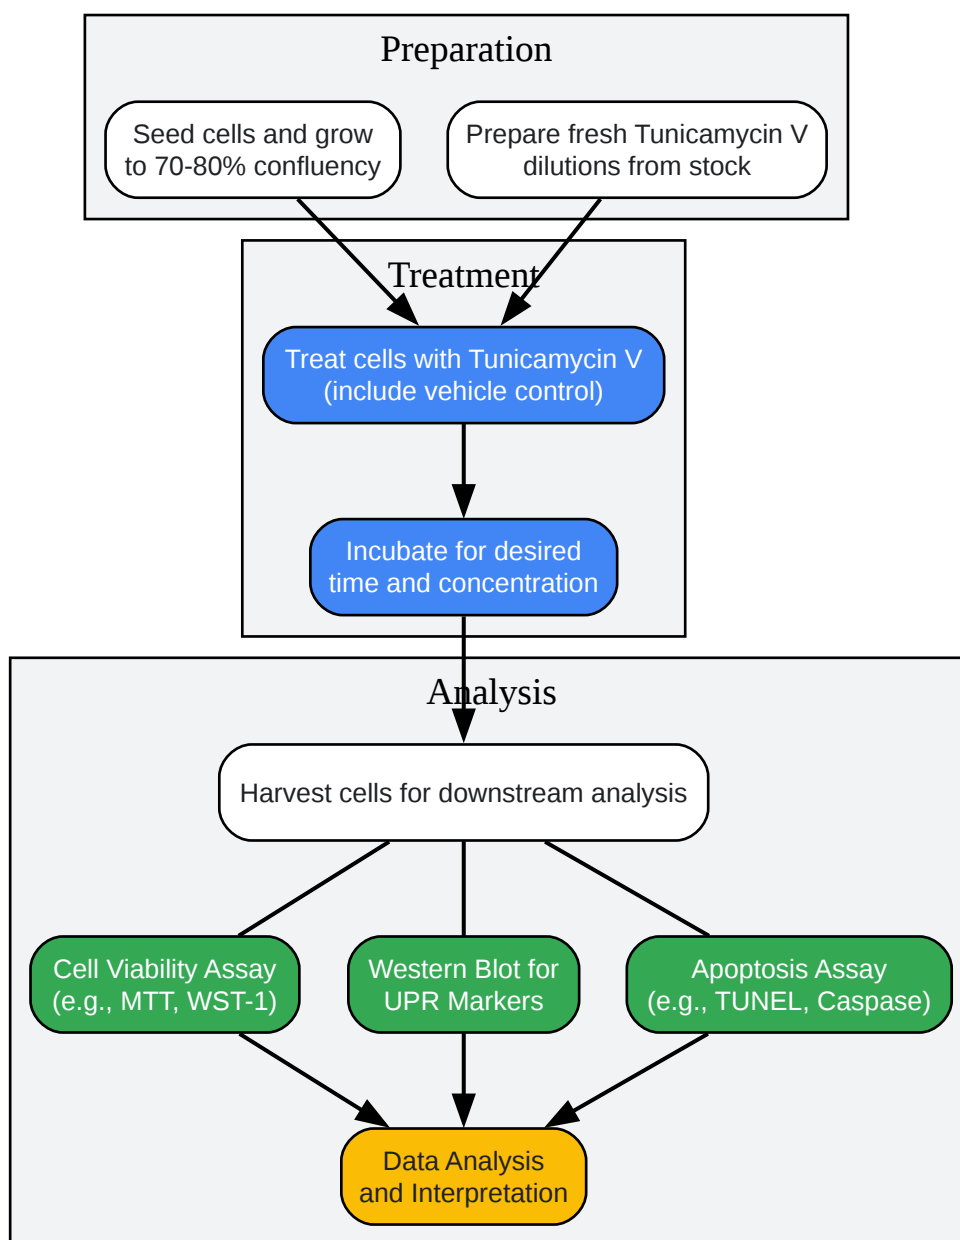 Preparation
Seed cells and grow
to 70-80% confluency
Prepare fresh Tunicamycin V
dilutions from stock
Treatment
Treat cells with Tunicamycin V
(include vehicle control)
Incubate for desired
time and concentration
Analysis
Harvest cells for downstream analysis
Cell Viability Assay
(e.g., MTT, WST-1)
Western Blot for
UPR Markers
Apoptosis Assay
(e.g., TUNEL, Caspase)
Data Analysis
and Interpretation